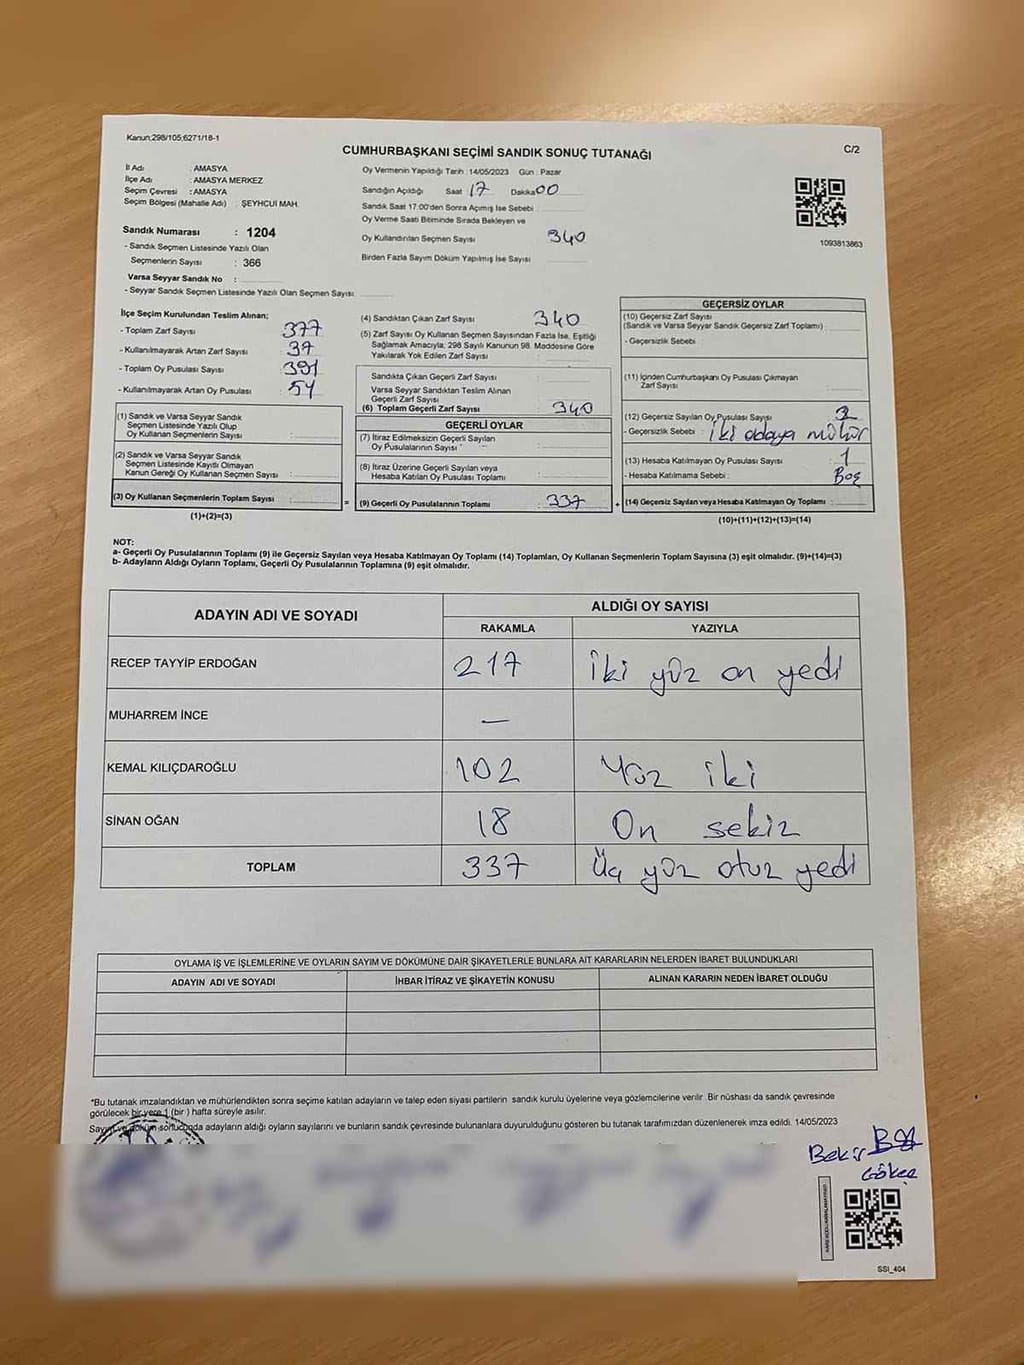 Kanun;298/105;6271/18-1
CUMHURBAŞKANI SEÇİMİ SANDIK SONUÇ TUTANAĞI
C/2
İl Adı : AMASYA
İlçe Adı : AMASYA MERKEZ
Seçim Çevresi : AMASYA
Seçim Bölgesi (Mahalle Adı) : ŞEYHCUİ MAH.
Sandık Numarası : 1204
- Sandık Seçmen Listesinde Yazılı Olan
Seçmenlerin Sayısı : 366
Varsa Seyyar Sandık No :
- Seyyar Sandık Seçmen Listesinde Yazılı Olan Seçmen Sayısı
Oy Vermenin Yapıldığı Tarih : 14/05/2023 Gün : Pazar
Sandığın Açıldığı Saat : 17 Dakika 00
Sandık Saat 17.00'den Sonra Açımış İse Sebebi :
Oy Verme Saati Bitiminde Sırada Bekleyen ve
Oy Kullandırılan Seçmen Sayısı 340
Birden Fazla Sayım Döküm Yapılmış İse Sayısı
1093813863
İlçe Seçim Kurulundan Teslim Alınan;
- Toplam Zarf Sayısı : 377
- Kullanılmayarak Artan Zarf Sayısı : 37
- Toplam Oy Pusulası Sayısı : 391
- Kullanılmayarak Artan Oy Pusulası : 54
(1) Sandık ve Varsa Seyyar Sandık
Seçmen Listesinde Yazılı Olup
Oy Kullanan Seçmenlerin Sayısı :
(2) Sandık ve Varsa Seyyar Sandık
Seçmen Listesinde Kayıtlı Olmayan
Kanun Gereği Oy Kullanan Seçmen Sayısı :
(3) Oy Kullanan Seçmenlerin Toplam Sayısı : =
(1)+(2)=(3)
(4) Sandıktan Çıkan Zarf Sayısı : 340
(5) Zarf Sayısı Oy Kullanan Seçmen Sayısından Fazla İse, Eşitliği
Sağlamak Amacıyla; 298 Sayılı Kanunun 98. Maddesine Göre
Yakılarak Yok Edilen Zarf Sayısı :
Sandıkta Çıkan Geçerli Zarf Sayısı :
Varsa Seyyar Sandıktan Teslim Alınan
Geçerli Zarf Sayısı :
(6) Toplam Geçerli Zarf Sayısı : 340
GEÇERLİ OYLAR
(7) İtiraz Edilmeksizin Geçerli Sayılan
Oy Pusulalarının Sayısı :
(8) İtiraz Üzerine Geçerli Sayılan veya
Hesaba Katılan Oy Pusulası Toplamı :
(9) Geçerli Oy Pusulalarının Toplamı : 337 +
GEÇERSİZ OYLAR
(10) Geçersiz Zarf Sayısı
(Sandık ve Varsa Seyyar Sandık Geçersiz Zarf Toplamı) :
- Geçersizlik Sebebi :
(11) İçinden Cumhurbaşkanı Oy Pusulası Çıkmayan
Zarf Sayısı :
(12) Geçersiz Sayılan Oy Pusulası Sayısı : 2
- Geçersizlik Sebebi : İki adaya mühür
(13) Hesaba Katılmayan Oy Pusulası Sayısı : 1
- Hesaba Katılmama Sebebi : Boş
(14) Geçersiz Sayılan veya Hesaba Katılmayan Oy Toplamı :
(10)+(11)+(12)+(13)=(14)
NOT:
a- Geçerli Oy Pusulalarının Toplamı (9) ile Geçersiz Sayılan veya Hesaba Katılmayan Oy Toplamı (14) Toplamları, Oy Kullanan Seçmenlerin Toplam Sayısına (3) eşit olmalıdır. (9)+(14)=(3)
b- Adayların Aldığı Oyların Toplamı, Geçerli Oy Pusulalarının Toplamına (9) eşit olmalıdır.
ADAYIN ADI VE SOYADI ALDIĞI OY SAYISI
RAKAMLA YAZIYLA
RECEP TAYYİP ERDOĞAN 217 İki yüz on yedi
MUHARREM İNCE —
KEMAL KILIÇDAROĞLU 102 Yüz iki
SİNAN OĞAN 18 On sekiz
TOPLAM 337 Üç yüz otuz yedi
OYLAMA İŞ VE İŞLEMLERİNE VE OYLARIN SAYIM VE DÖKÜMÜNE DAİR ŞİKAYETLERLE BUNLARA AİT KARARLARIN NELERDEN İBARET BULUNDUKLARI
ADAYIN ADI VE SOYADI İHBAR İTİRAZ VE ŞİKAYETİN KONUSU ALINAN KARARIN NEDEN İBARET OLDUĞU
*Bu tutanak imzalandıktan ve mühürlendikten sonra seçime katılan adayların ve talep eden siyasi partilerin sandık kurulu üyelerine veya gözlemcilerine verilir. Bir nüshası da sandık çevresinde
görülecek bir yere 1 (bir ) hafta süreyle asılır.
Sayım ve döküm sonucunda adayların aldığı oyların sayılarını ve bunların sandık çevresinde bulunanlara duyurulduğunu gösteren bu tutanak tarafımızdan düzenlenerek imza edildi. 14/05/2023
Bekir
Gökçe
SSI_404